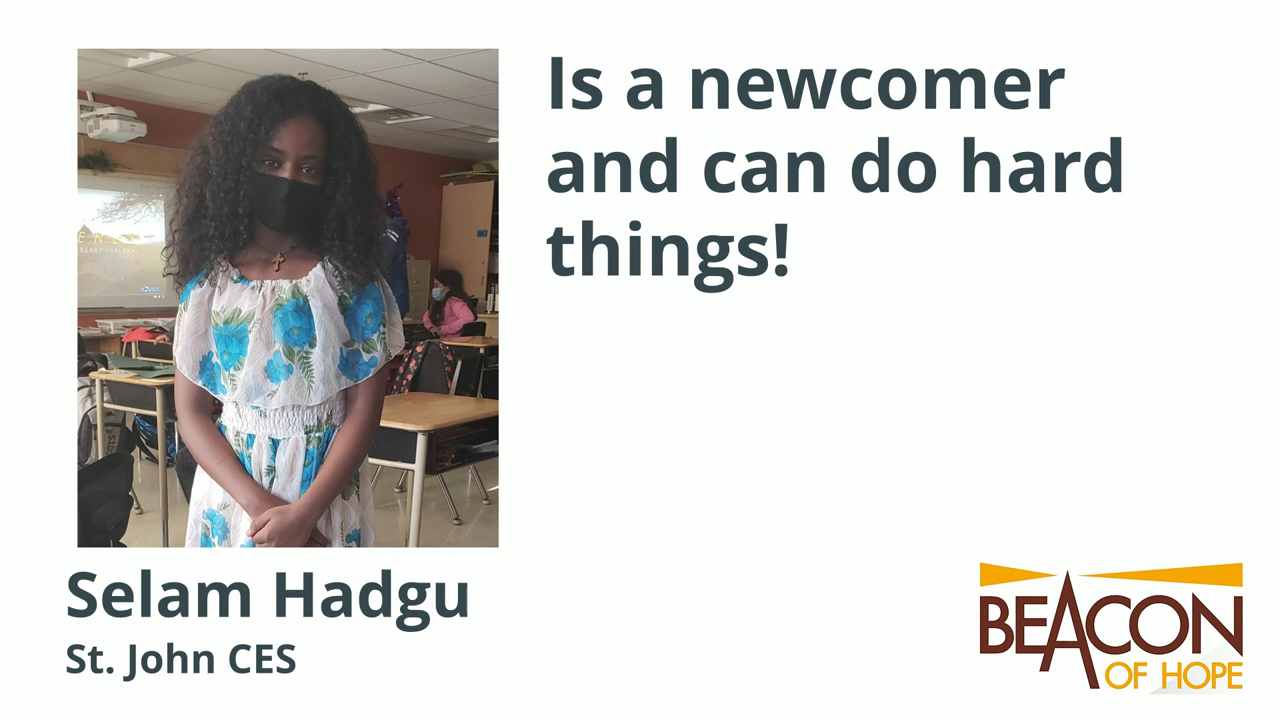 Is a newcomer
and can do hard
things!
Selam Hadgu
St. John CES
BEACON
OF HOPE